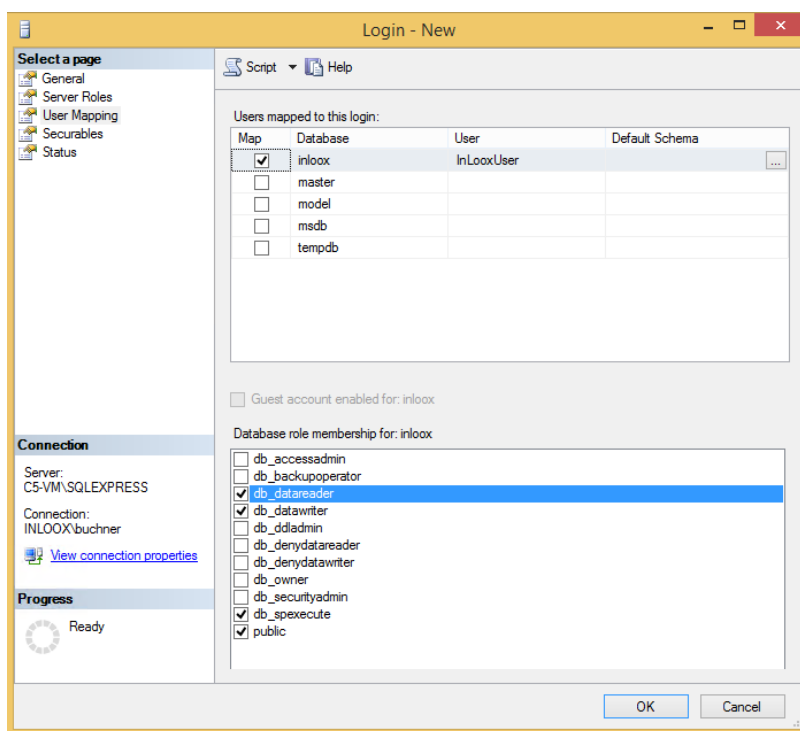 Login - New
Select a page
General
Server Roles
User Mapping
Securables
Status
Script Help
Users mapped to this login:
Map Database User Default Schema
inloox InLooxUser ...
master
model
msdb
tempdb
Guest account enabled for: inloox
Database role membership for: inloox
db_accessadmin
db_backupoperator
db_datareader
db_datawriter
db_ddladmin
db_denydatareader
db_denydatawriter
db_owner
db_securityadmin
db_spexecute
public
Connection
Server:
C5-VM\SQLEXPRESS
Connection:
INLOOX\buchner
View connection properties
Progress
Ready
OK Cancel